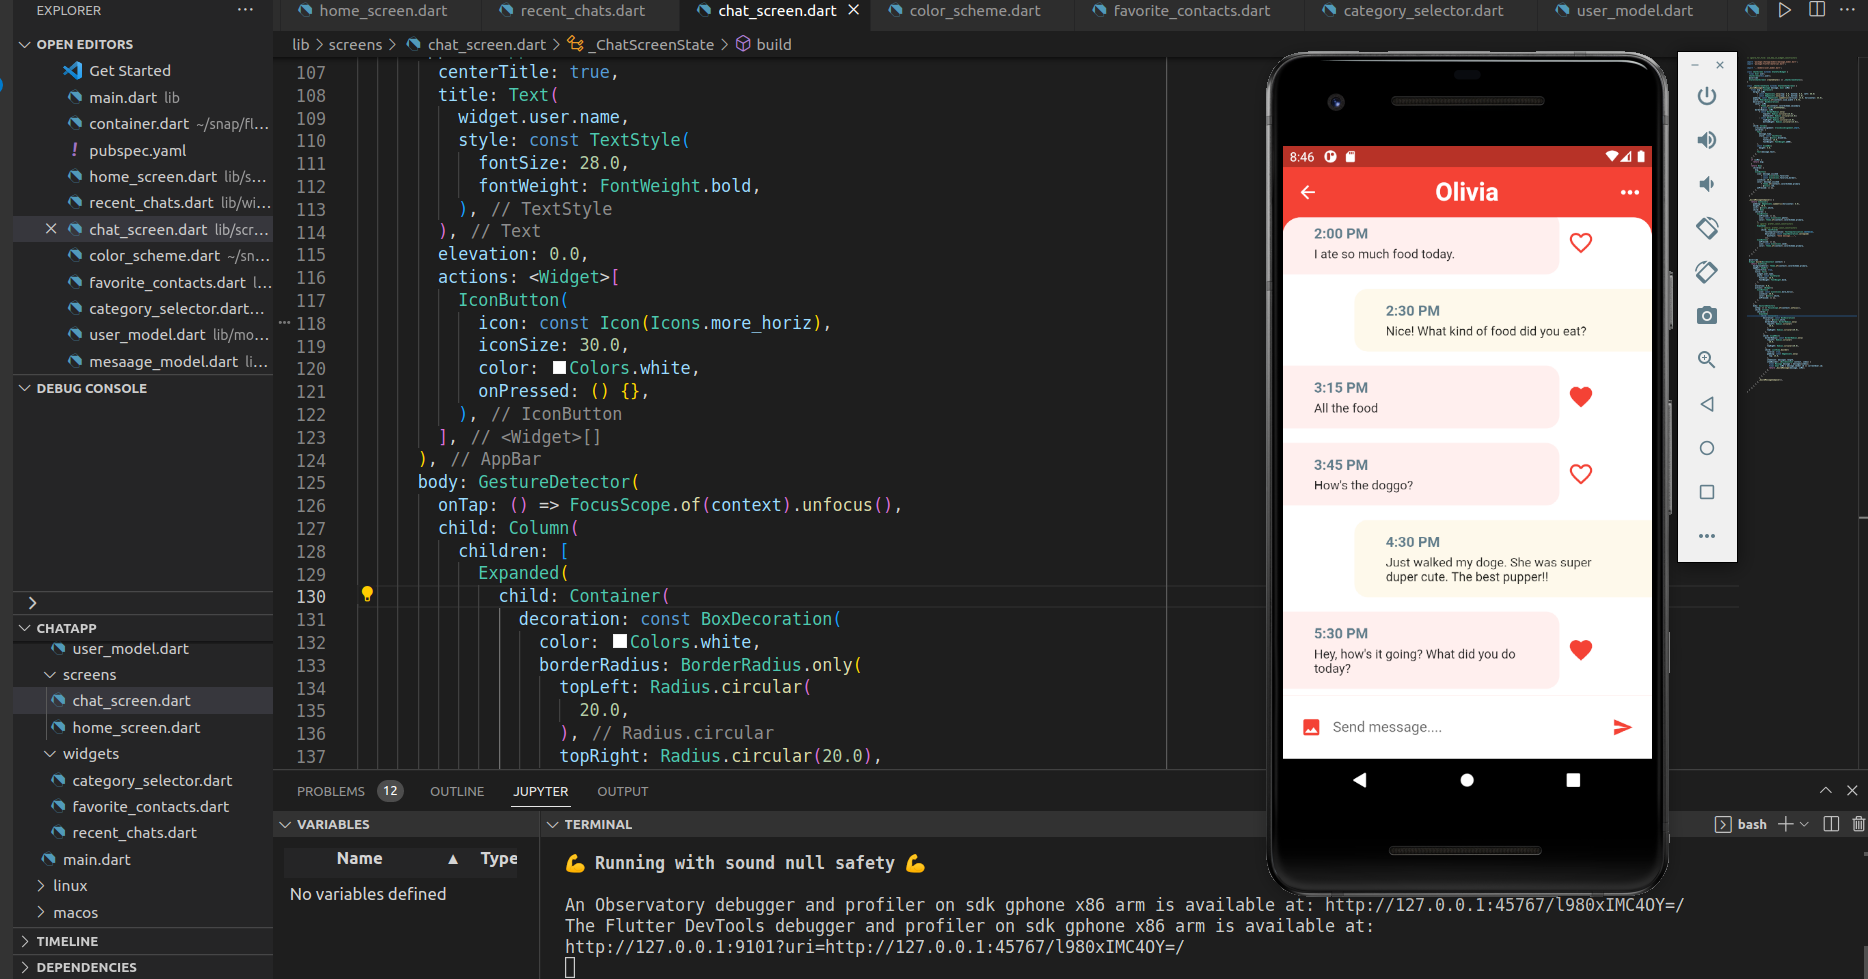 EXPLORER
OPEN EDITORS
Get Started
main.dart lib
container.dart ~/snap/fl...
! pubspec.yaml
home_screen.dart lib/s...
recent_chats.dart lib/wi...
chat_screen.dart lib/scr...
color_scheme.dart ~/sn...
favorite_contacts.dart l...
category_selector.dart...
user_model.dart lib/mo...
mesaage_model.dart li...
DEBUG CONSOLE
CHATAPP
user_model.dart
screens
chat_screen.dart
home_screen.dart
widgets
category_selector.dart
favorite_contacts.dart
recent_chats.dart
main.dart
linux
macos
TIMELINE
DEPENDENCIES
home_screen.dart
recent_chats.dart
chat_screen.dart
color_scheme.dart
favorite_contacts.dart
category_selector.dart
user_model.dart
lib > screens > chat_screen.dart > _ChatScreenState > build
107 centerTitle: true,
108 title: Text(
109 widget.user.name,
110 style: const TextStyle(
111 fontSize: 28.0,
112 fontWeight: FontWeight.bold,
113 ), // TextStyle
114 ), // Text
115 elevation: 0.0,
116 actions: <Widget>[
117 IconButton(
118 icon: const Icon(Icons.more_horiz),
119 iconSize: 30.0,
120 color: Colors.white,
121 onPressed: () {},
122 ), // IconButton
123 ], // <Widget>[]
124 ), // AppBar
125 body: GestureDetector(
126 onTap: () => FocusScope.of(context).unfocus(),
127 child: Column(
128 children: [
129 Expanded(
130 child: Container(
131 decoration: const BoxDecoration(
132 color: Colors.white,
133 borderRadius: BorderRadius.only(
134 topLeft: Radius.circular(
135 20.0,
136 ), // Radius.circular
137 topRight: Radius.circular(20.0),
PROBLEMS 12 OUTLINE JUPYTER OUTPUT
VARIABLES
Name Type
No variables defined
TERMINAL
bash
💪 Running with sound null safety 💪
An Observatory debugger and profiler on sdk gphone x86 arm is available at: http://127.0.0.1:45767/l980xIMC4OY=/
The Flutter DevTools debugger and profiler on sdk gphone x86 arm is available at:
http://127.0.0.1:9101?uri=http://127.0.0.1:45767/l980xIMC4OY=/
8:46
Olivia
2:00 PM
I ate so much food today.
2:30 PM
Nice! What kind of food did you eat?
3:15 PM
All the food
3:45 PM
How's the doggo?
4:30 PM
Just walked my doge. She was super
duper cute. The best pupper!!
5:30 PM
Hey, how's it going? What did you do
today?
Send message....